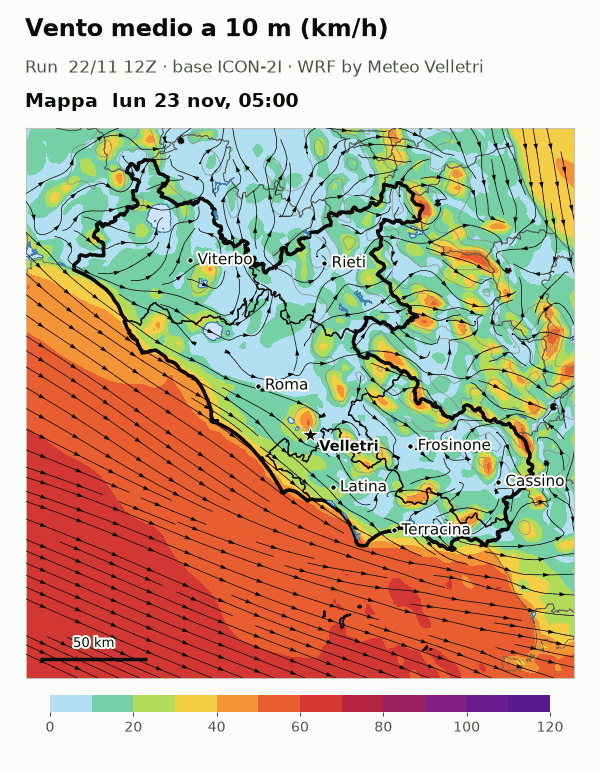 Vento medio a 10 m (km/h)
Run  22/11 12Z · base ICON-2I · WRF by Meteo Velletri
Mappa  lun 23 nov, 05:00
Viterbo
Rieti
Roma
Velletri
Frosinone
Cassino
Latina
Terracina
50 km
0 20 40 60 80 100 120